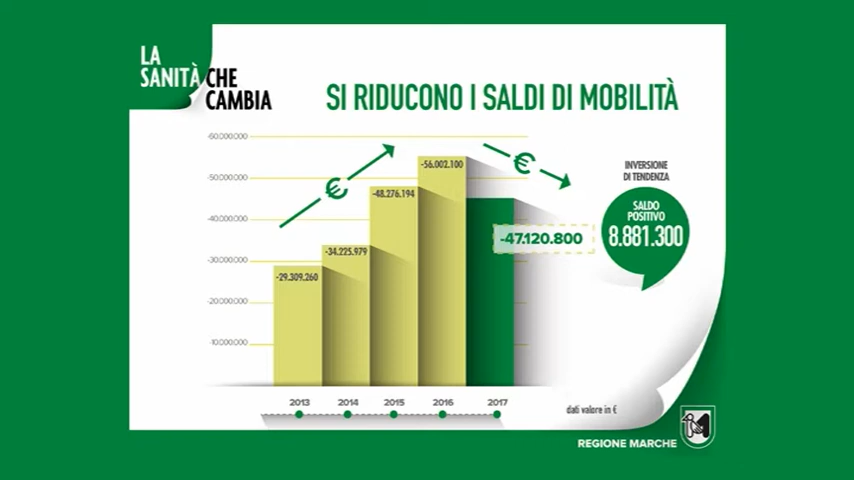 LA
SANITÀ CHE
CAMBIA
SI RIDUCONO I SALDI DI MOBILITÀ
-60.000.000
-50.000.000
-40.000.000
-30.000.000
-20.000.000
-10.000.000
-29.309.260
-34.225.979
-48.276.194
-56.002.100
-47.120.800
€
€
INVERSIONE
DI TENDENZA
SALDO
POSITIVO
8.881.300
2013 2014 2015 2016 2017
dati valore in €
REGIONE MARCHE